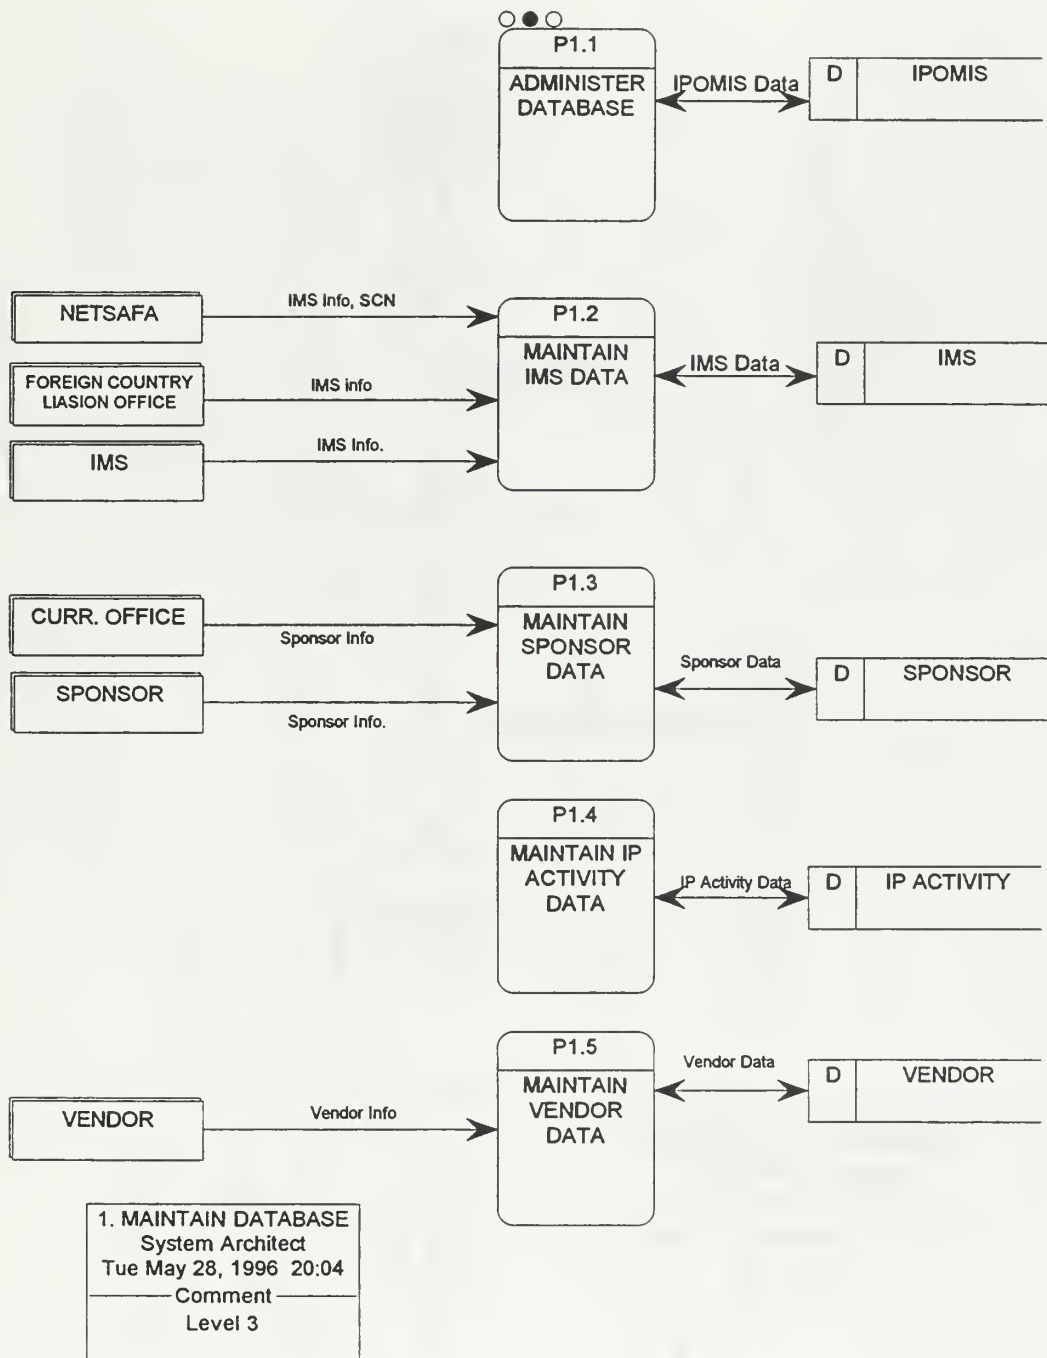 P1.1
ADMINISTER
DATABASE
IPOMIS Data
D
IPOMIS
NETSAFA
IMS Info, SCN
P1.2
MAINTAIN
IMS DATA
IMS Data
D
IMS
FOREIGN COUNTRY
LIASION OFFICE
IMS info
IMS
IMS Info.
CURR. OFFICE
Sponsor Info
P1.3
MAINTAIN
SPONSOR
DATA
Sponsor Data
D
SPONSOR
SPONSOR
Sponsor Info.
P1.4
MAINTAIN IP
ACTIVITY
DATA
IP Activity Data
D
IP ACTIVITY
P1.5
MAINTAIN
VENDOR
DATA
Vendor Data
D
VENDOR
VENDOR
Vendor Info
1. MAINTAIN DATABASE
System Architect
Tue May 28, 1996 20:04
Comment
Level 3